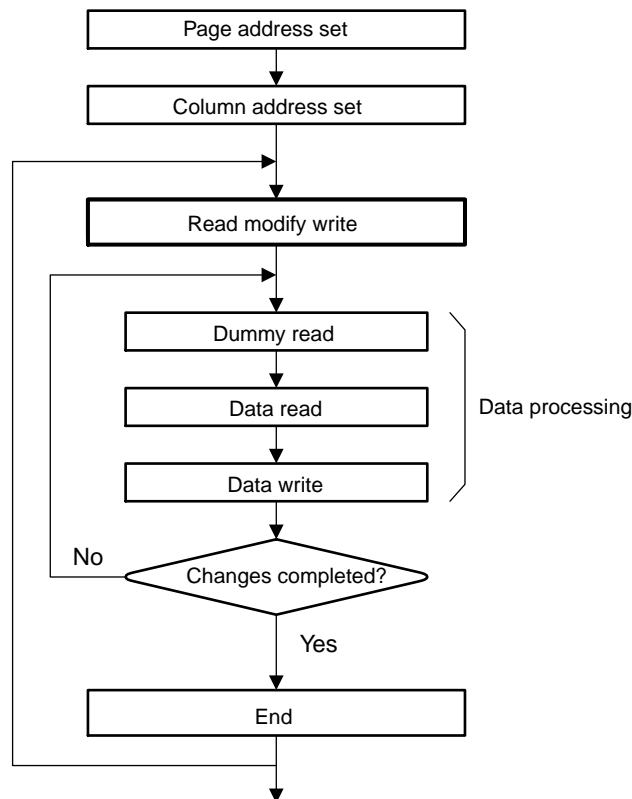 Page address set
Column address set
Read modify write
Dummy read
Data read
Data processing
Data write
No
Changes completed?
Yes
End